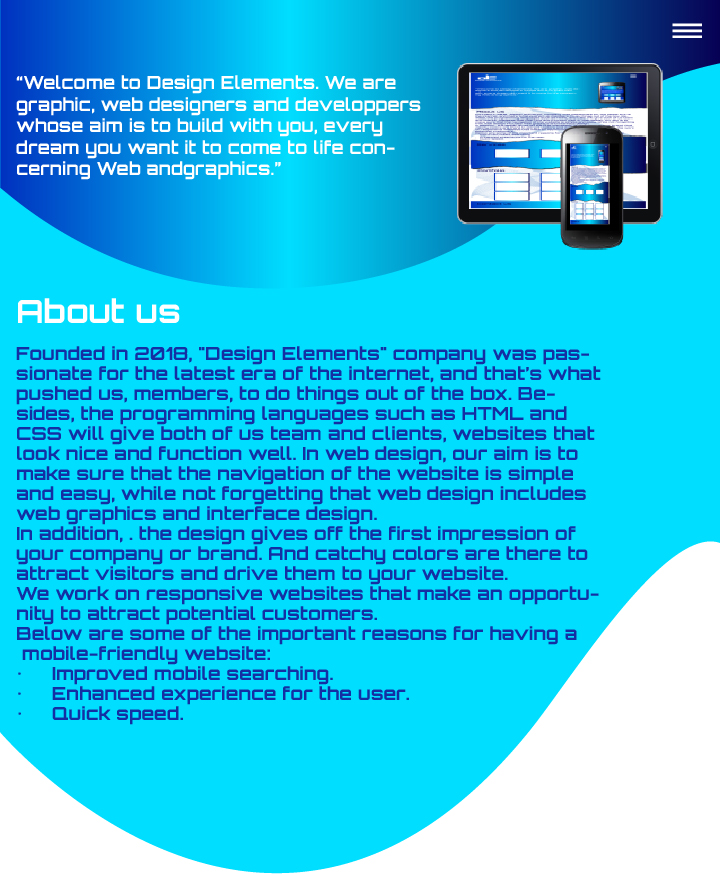 “Welcome to Design Elements. We are
graphic, web designers and developpers
whose aim is to build with you, every
dream you want it to come to life con-
cerning Web andgraphics.”
About us
Founded in 2018, "Design Elements" company was pas-
sionate for the latest era of the internet, and that’s what
pushed us, members, to do things out of the box. Be-
sides, the programming languages such as HTML and
CSS will give both of us team and clients, websites that
look nice and function well. In web design, our aim is to
make sure that the navigation of the website is simple
and easy, while not forgetting that web design includes
web graphics and interface design.
In addition, . the design gives off the first impression of
your company or brand. And catchy colors are there to
attract visitors and drive them to your website.
We work on responsive websites that make an opportu-
nity to attract potential customers.
Below are some of the important reasons for having a
mobile-friendly website:
· Improved mobile searching.
· Enhanced experience for the user.
· Quick speed.